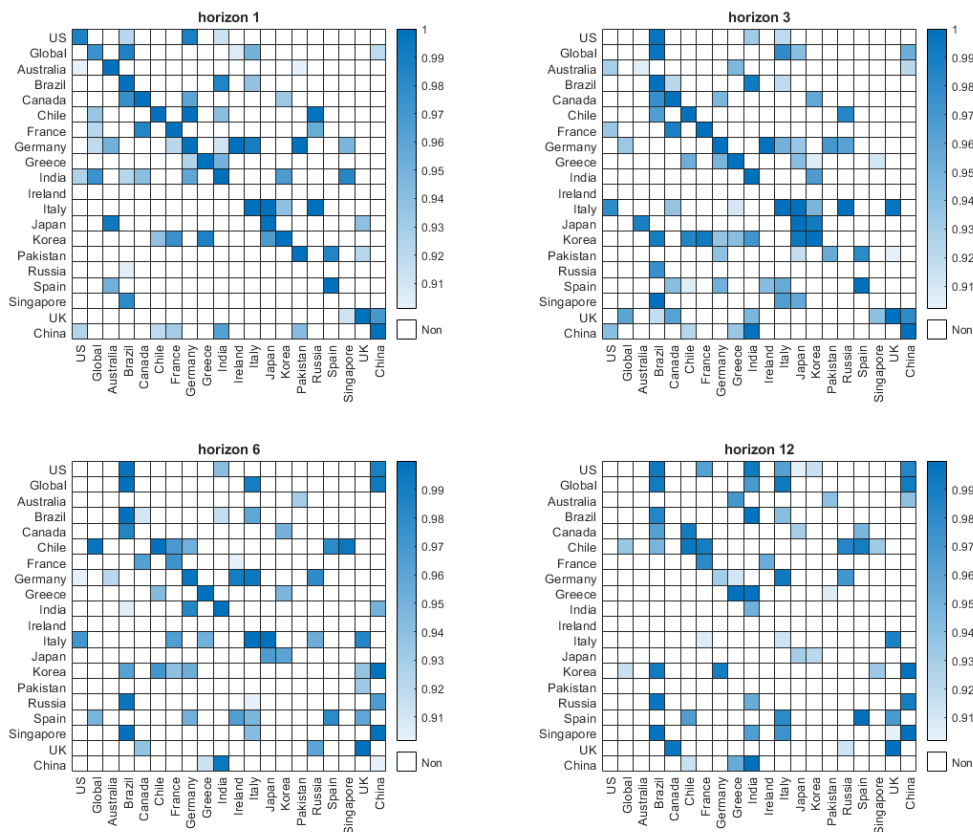 horizon 1
US
Global
Australia
Brazil
Canada
Chile
France
Germany
Greece
India
Ireland
Italy
Japan
Korea
Pakistan
Russia
Spain
Singapore
UK
China
US
Global
Australia
Brazil
Canada
Chile
France
Germany
Greece
India
Ireland
Italy
Japan
Korea
Pakistan
Russia
Spain
Singapore
UK
China
1
0.99
0.98
0.97
0.96
0.95
0.94
0.93
0.92
0.91
Non
horizon 3
US
Global
Australia
Brazil
Canada
Chile
France
Germany
Greece
India
Ireland
Italy
Japan
Korea
Pakistan
Russia
Spain
Singapore
UK
China
US
Global
Australia
Brazil
Canada
Chile
France
Germany
Greece
India
Ireland
Italy
Japan
Korea
Pakistan
Russia
Spain
Singapore
UK
China
1
0.99
0.98
0.97
0.96
0.95
0.94
0.93
0.92
0.91
Non
horizon 6
US
Global
Australia
Brazil
Canada
Chile
France
Germany
Greece
India
Ireland
Italy
Japan
Korea
Pakistan
Russia
Spain
Singapore
UK
China
US
Global
Australia
Brazil
Canada
Chile
France
Germany
Greece
India
Ireland
Italy
Japan
Korea
Pakistan
Russia
Spain
Singapore
UK
China
0.99
0.98
0.97
0.96
0.95
0.94
0.93
0.92
0.91
Non
horizon 12
US
Global
Australia
Brazil
Canada
Chile
France
Germany
Greece
India
Ireland
Italy
Japan
Korea
Pakistan
Russia
Spain
Singapore
UK
China
US
Global
Australia
Brazil
Canada
Chile
France
Germany
Greece
India
Ireland
Italy
Japan
Korea
Pakistan
Russia
Spain
Singapore
UK
China
0.99
0.98
0.97
0.96
0.95
0.94
0.93
0.92
0.91
Non